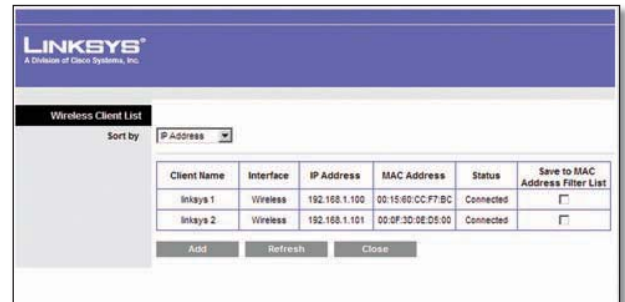 LINKSYS®
A Division of Cisco Systems, Inc.
Wireless Client List
Sort by IP Address
Client Name Interface IP Address MAC Address Status Save to MAC Address Filter List
linksys 1 Wireless 192.168.1.100 00:15:60:CC:F7:BC Connected
linksys 2 Wireless 192.168.1.101 00:0F:3D:0E:D5:00 Connected
Add Refresh Close